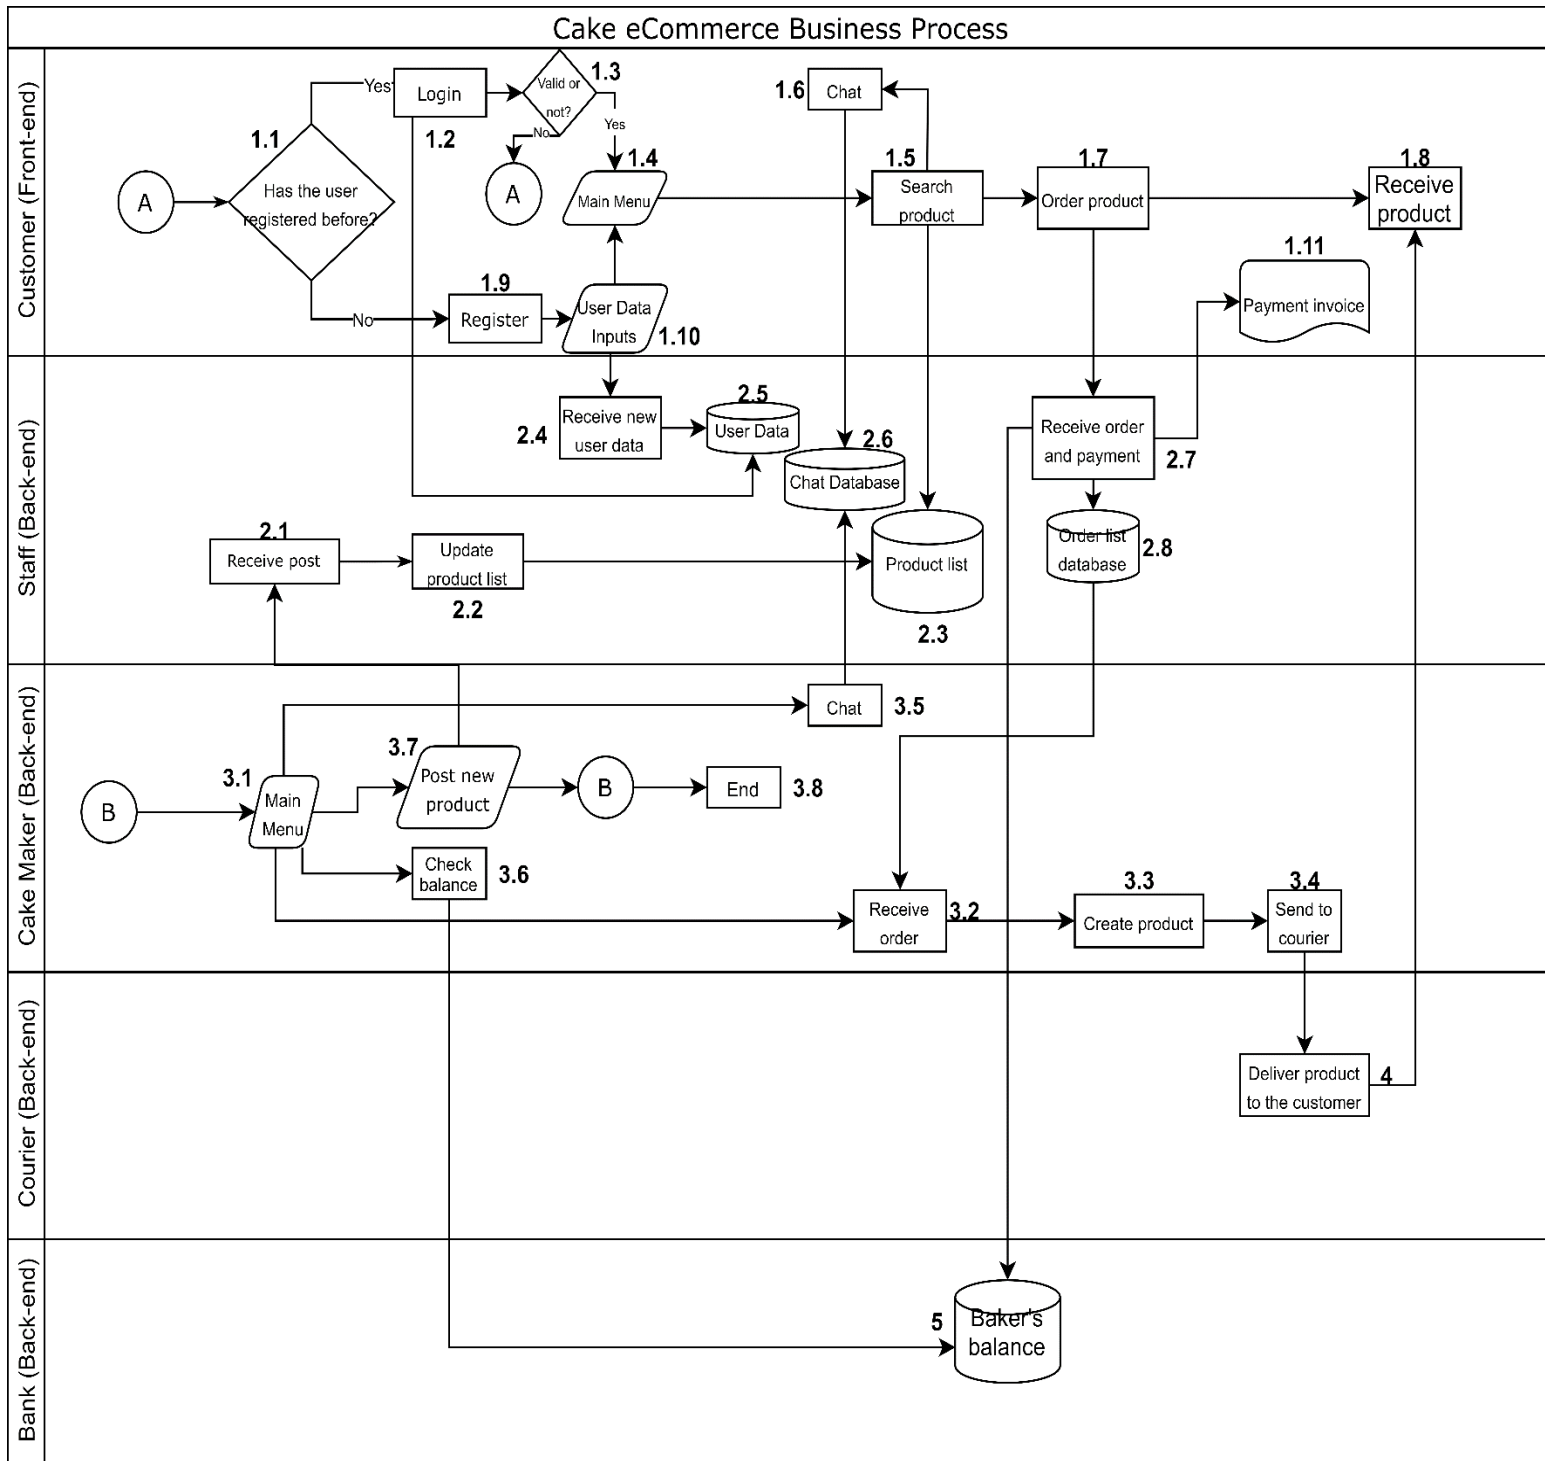 Cake eCommerce Business Process
Customer (Front-end)
A
1.1
Has the user
registered before?
Yes
Login
1.2
Valid or
not?
1.3
No
Yes
A
1.4
Main Menu
No
1.9
Register
User Data
Inputs
1.10
1.6
Chat
1.5
Search
product
1.7
Order product
1.8
Receive
product
1.11
Payment invoice
Staff (Back-end)
2.4
Receive new
user data
2.5
User Data
2.6
Chat Database
Receive order
and payment
2.7
2.1
Receive post
Update
product list
2.2
Product list
2.3
Order list
database
2.8
Cake Maker (Back-end)
B
3.1
Main
Menu
3.7
Post new
product
B
End
3.8
Chat
3.5
Check
balance
3.6
Receive
order
3.2
3.3
Create product
3.4
Send to
courier
Courier (Back-end)
Deliver product
to the customer
4
Bank (Back-end)
5
Baker's
balance